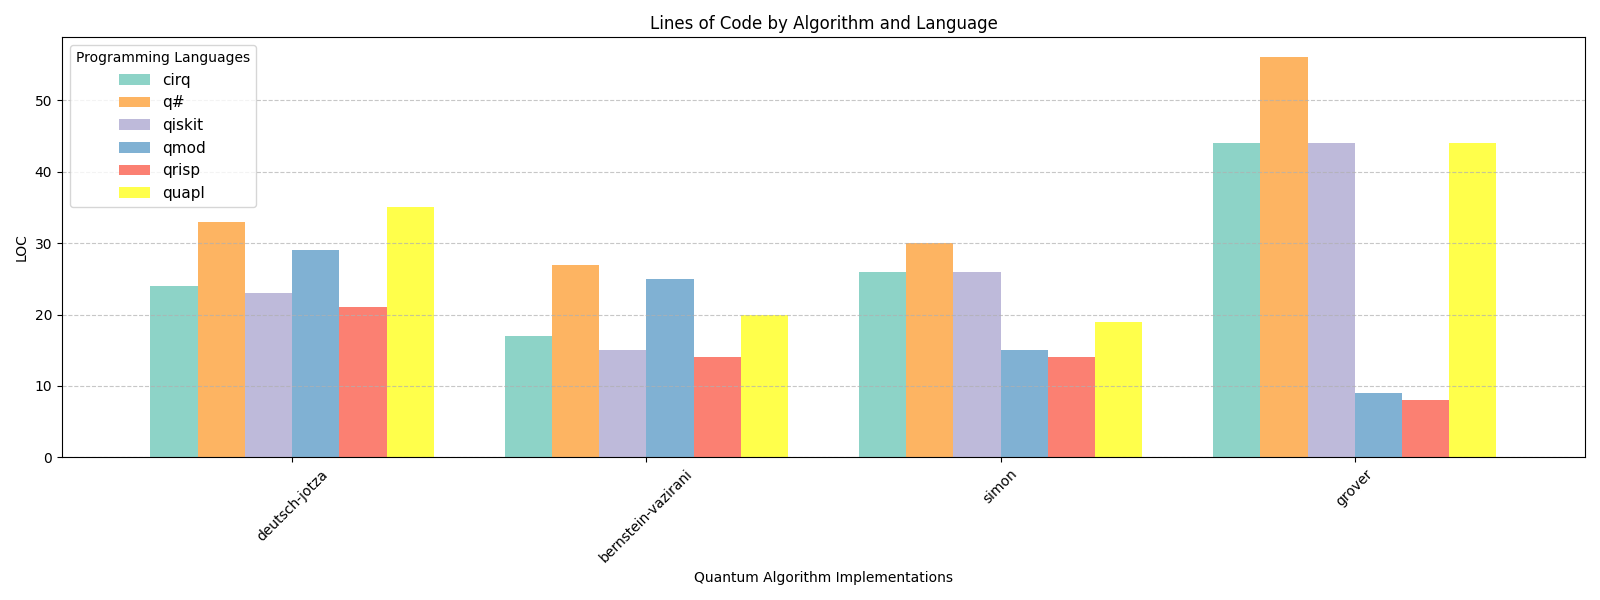 Lines of Code by Algorithm and Language
Programming Languages
cirq
q#
qiskit
qmod
qrisp
quapl
LOC
50
40
30
20
10
0
deutsch-jotza
bernstein-vazirani
simon
grover
Quantum Algorithm Implementations